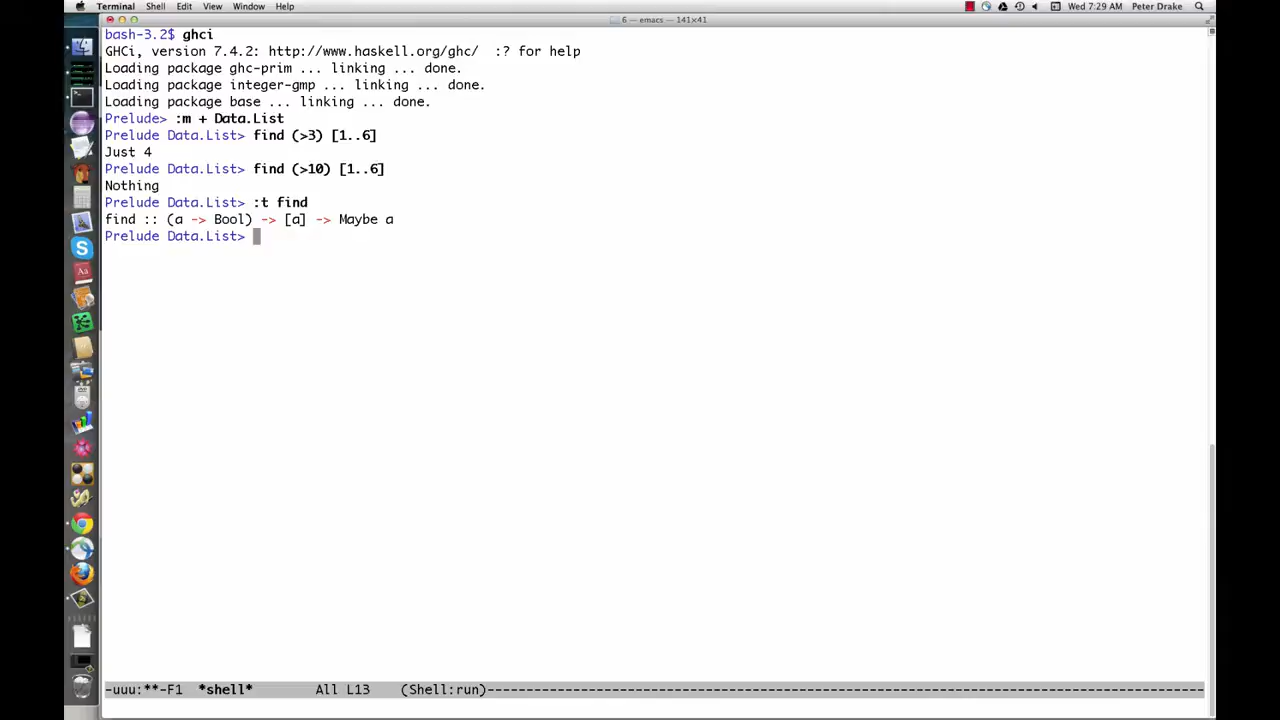 Terminal Shell Edit View Window Help Wed 7:29 AM Peter Drake
6 — emacs — 141×41
bash-3.2$ ghci
GHCi, version 7.4.2: http://www.haskell.org/ghc/  :? for help
Loading package ghc-prim ... linking ... done.
Loading package integer-gmp ... linking ... done.
Loading package base ... linking ... done.
Prelude> :m + Data.List
Prelude Data.List> find (>3) [1..6]
Just 4
Prelude Data.List> find (>10) [1..6]
Nothing
Prelude Data.List> :t find
find :: (a -> Bool) -> [a] -> Maybe a
Prelude Data.List>
-uuu:**-F1  *shell*        All L13    (Shell:run)------------------------------------------------------------------------------------------